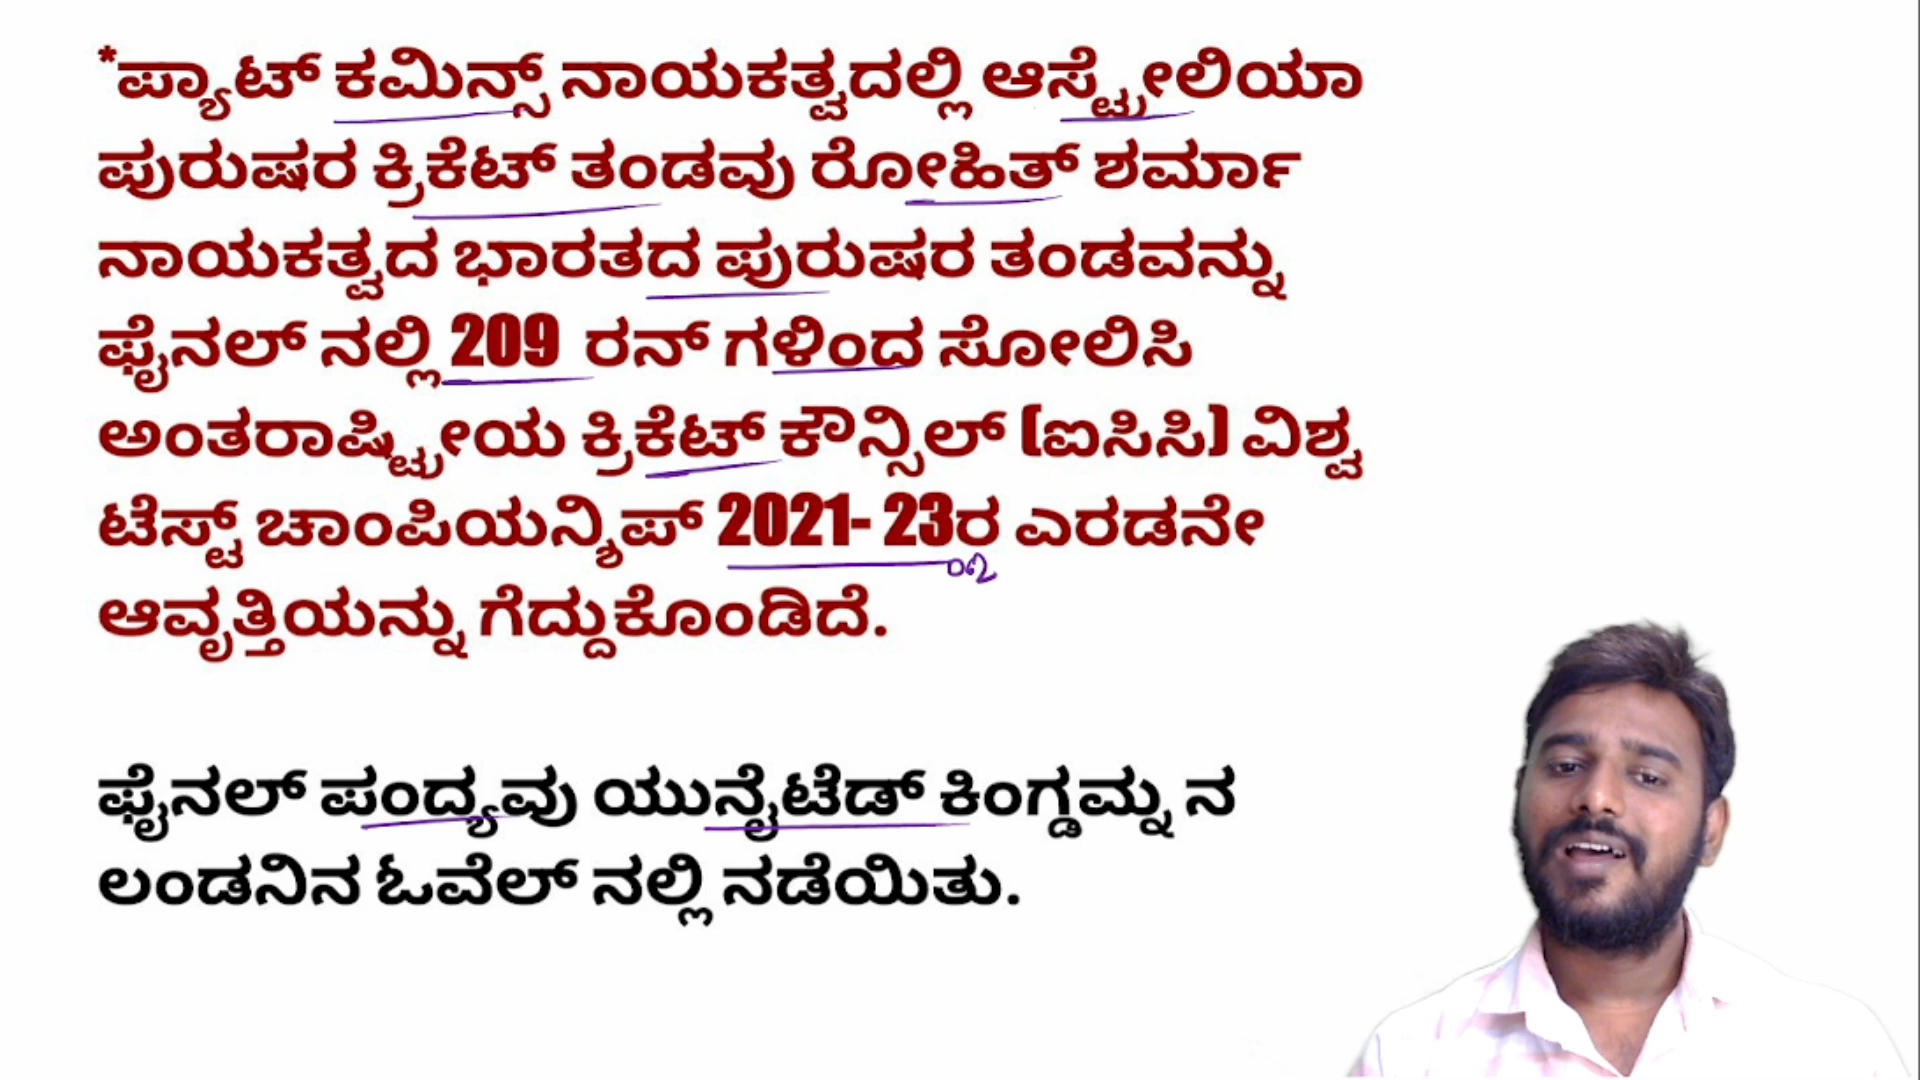 *ಪ್ಯಾಟ್ ಕಮಿನ್ಸ್ ನಾಯಕತ್ವದಲ್ಲಿ ಆಸ್ಟ್ರೇಲಿಯಾ
ಪುರುಷರ ಕ್ರಿಕೆಟ್ ತಂಡವು ರೋಹಿತ್ ಶರ್ಮಾ
ನಾಯಕತ್ವದ ಭಾರತದ ಪುರುಷರ ತಂಡವನ್ನು
ಫೈನಲ್ ನಲ್ಲಿ 209 ರನ್ ಗಳಿಂದ ಸೋಲಿಸಿ
ಅಂತರಾಷ್ಟ್ರೀಯ ಕ್ರಿಕೆಟ್ ಕೌನ್ಸಿಲ್ (ಐಸಿಸಿ) ವಿಶ್ವ
ಟೆಸ್ಟ್ ಚಾಂಪಿಯನ್ಶಿಪ್ 2021- 23ರ ಎರಡನೇ
ಆವೃತ್ತಿಯನ್ನು ಗೆದ್ದುಕೊಂಡಿದೆ.
ಫೈನಲ್ ಪಂದ್ಯವು ಯುನೈಟೆಡ್ ಕಿಂಗ್ಡಮ್ನ ನ
ಲಂಡನಿನ ಓವೆಲ್ ನಲ್ಲಿ ನಡೆಯಿತು.